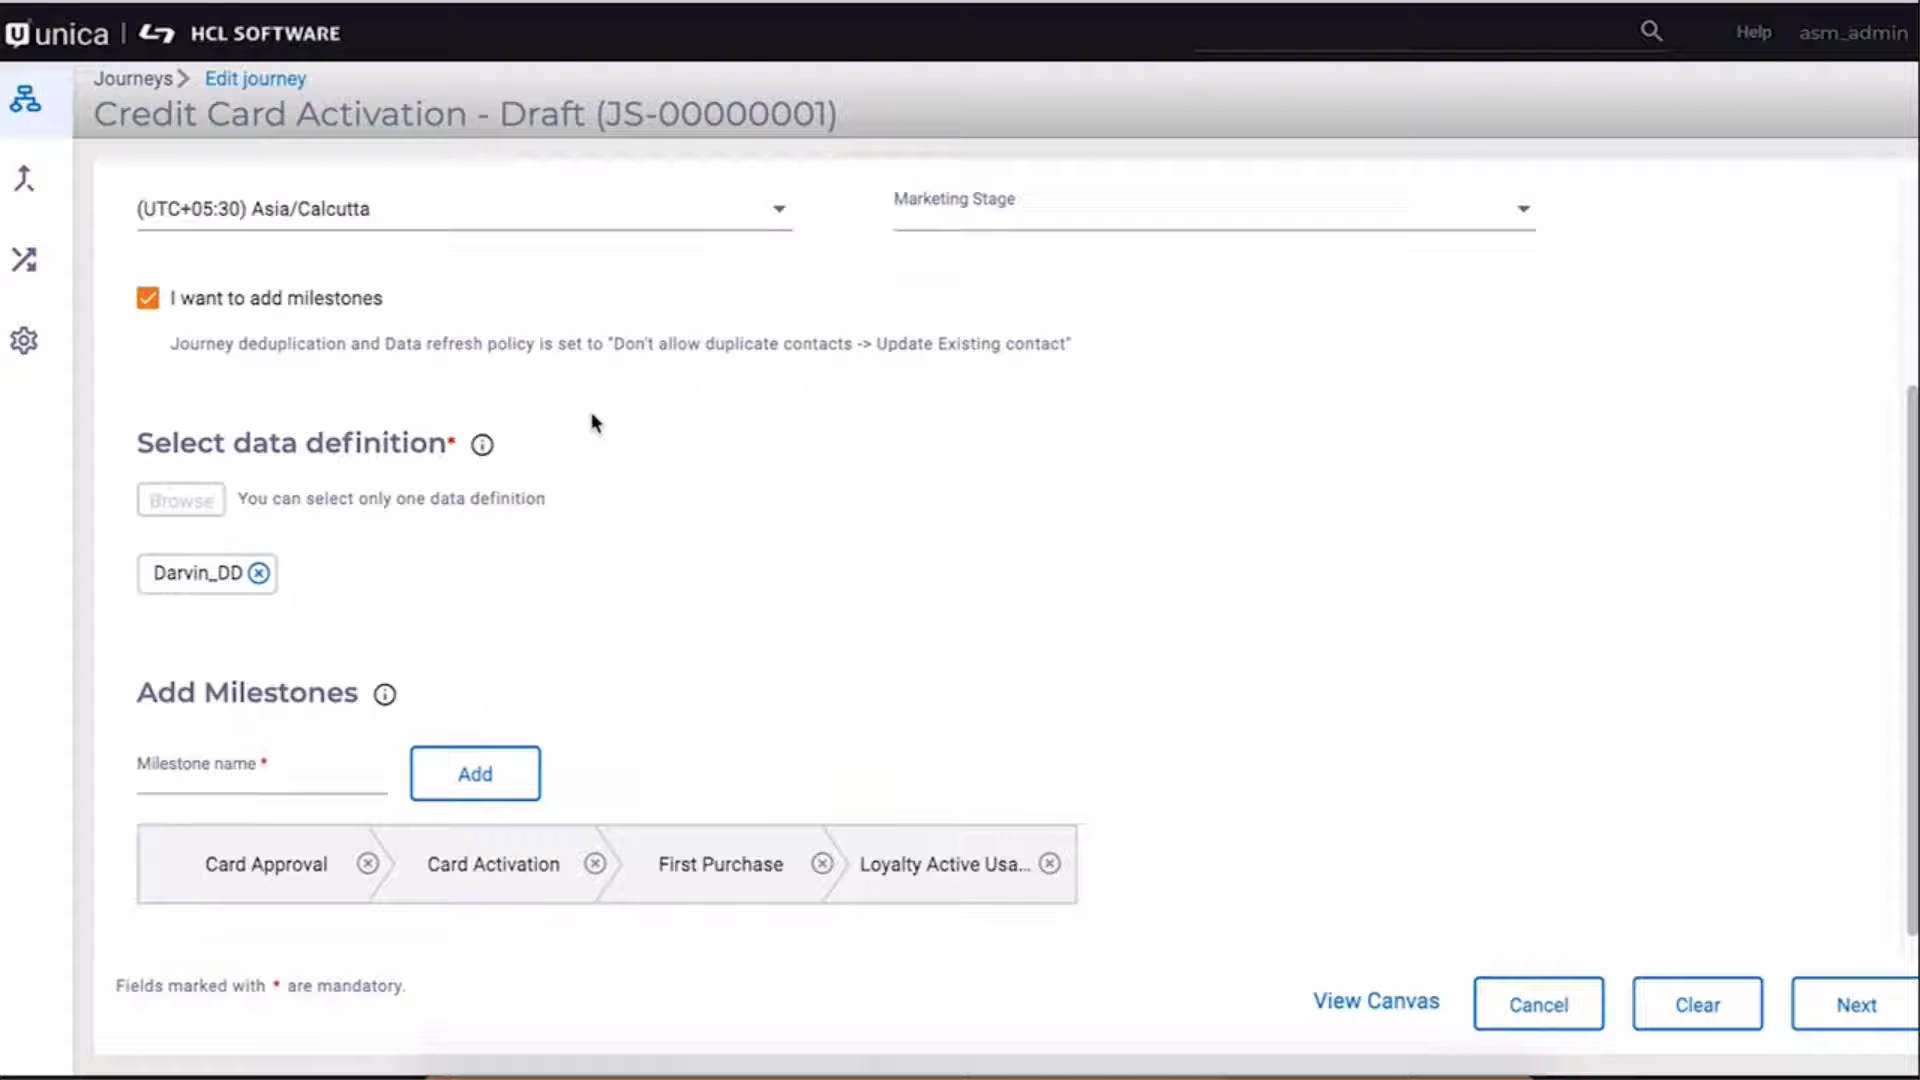 unica | HCL SOFTWARE
Help asm_admin
Journeys Edit journey
Credit Card Activation - Draft (JS-00000001)
(UTC+05:30) Asia/Calcutta
Marketing Stage
I want to add milestones
Journey deduplication and Data refresh policy is set to "Don't allow duplicate contacts -> Update Existing contact"
Select data definition*
Browse You can select only one data definition
Darvin_DD
Add Milestones
Milestone name *
Add
Card Approval Card Activation First Purchase Loyalty Active Usa...
Fields marked with * are mandatory.
View Canvas Cancel Clear Next